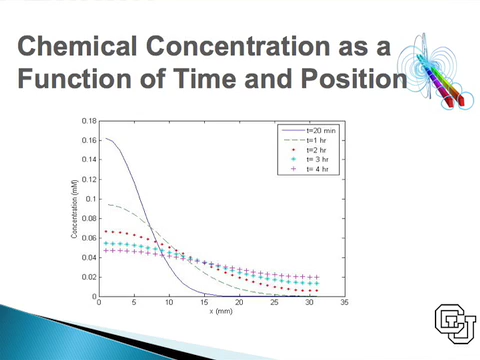 Chemical Concentration as a
Function of Time and Position
0.18
0.16
0.14
0.12
0.1
0.08
0.06
0.04
0.02
0
Concentration (mM)
t=20 min
t=1 hr
t=2 hr
t= 3 hr
t= 4 hr
0 5 10 15 20 25 30 35
x (mm)
CU